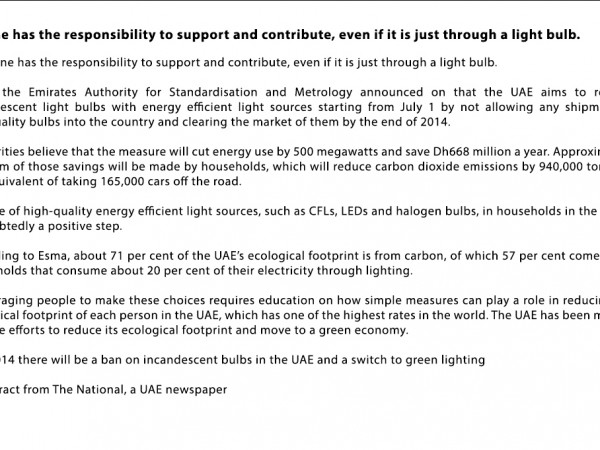 e has the responsibility to support and contribute, even if it is just through a light bulb.
ne has the responsibility to support and contribute, even if it is just through a light bulb.
the Emirates Authority for Standardisation and Metrology announced on that the UAE aims to re
escent light bulbs with energy efficient light sources starting from July 1 by not allowing any shipm
uality bulbs into the country and clearing the market of them by the end of 2014.
rities believe that the measure will cut energy use by 500 megawatts and save Dh668 million a year. Approxin
m of those savings will be made by households, which will reduce carbon dioxide emissions by 940,000 ton
uivalent of taking 165,000 cars off the road.
e of high-quality energy efficient light sources, such as CFLs, LEDs and halogen bulbs, in households in the
btedly a positive step.
ding to Esma, about 71 per cent of the UAE's ecological footprint is from carbon, of which 57 per cent come
holds that consume about 20 per cent of their electricity through lighting.
raging people to make these choices requires education on how simple measures can play a role in reducin
ical footprint of each person in the UAE, which has one of the highest rates in the world. The UAE has been m
e efforts to reduce its ecological footprint and move to a green economy.
014 there will be a ban on incandescent bulbs in the UAE and a switch to green lighting
ract from The National, a UAE newspaper